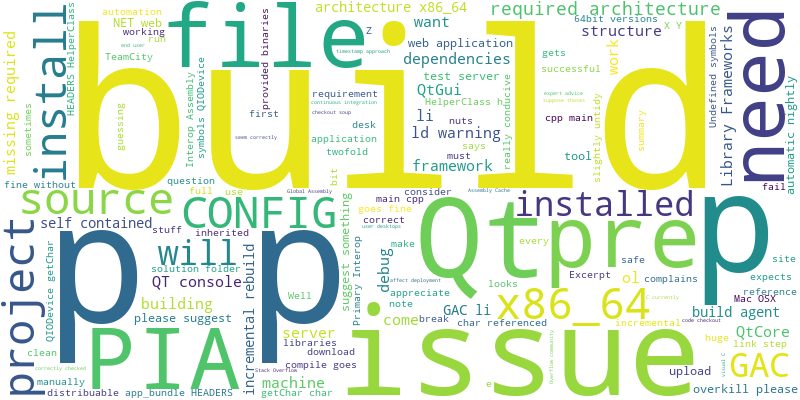 automation
NET web
working
run
z
end user
TeamCity
timestamp approach
file
architecture x86_64
want
web application
dependencies
required architecture
64bit versions
X Y
structure
gets
successful
work
missing required
sometimes
install
HEADERS HelperClass
guessing
build
Interop Assembly
symbols QIODevice
provided binaries
requirement
continuous integration
first
checkout soup
desk
application
twofold
seem correctly
test server
QtGui
HelperClass h
li
nuts
ld warning
says
must
framework
really conducive
cpp main
tool
expert advice
suppose throws
slightly untidy
summary
Undefined symbols
Library Frameworks
need
automatic nightly
fail
fine without
question
full
use
bit
Global Assembly
consider
Assembly Cache
source
self contained
stuff
inherited
CONFIG
main cpp
goes fine
user desktops
correct
installed
project
QIODevice getChar
will
solution folder
QT console
building
please suggest
clean
correctly checked
manually
distribuable app_bundle HEADERS
PIA
p
p
incremental rebuild
Well
server
libraries
download
machine
compile goes
Stack Overflow
getChar char
suggest something
Primary Interop
make
debug
affect deployment
appreciate
note
break
come
GAC li
char referenced
issue
looks
e
Qtprep
every
Excerpt
safe
ol
complains
x86_64
incremental
Overflow community
C currently
Mac OSX
code checkout
build agent
huge
link step
visual C
QtCore
GAC
upload
overkill please
site
expects
reference